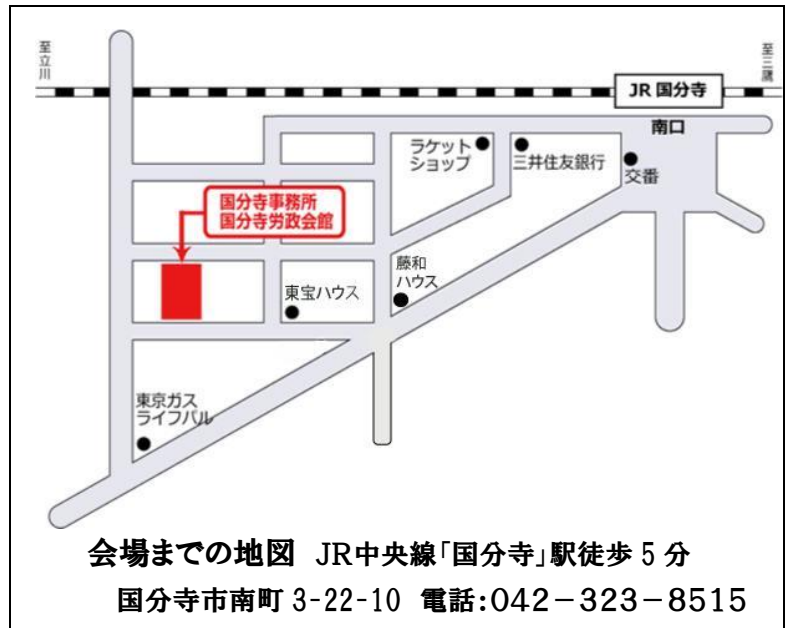 至立川
至三鷹
JR 国分寺
南口
ラケット
ショップ
三井住友銀行
交番
国分寺事務所
国分寺労政会館
東宝ハウス
藤和
ハウス
東京ガス
ライフバル
会場までの地図 JR中央線「国分寺」駅徒歩 5 分
国分寺市南町 3-22-10 電話:042-323-8515